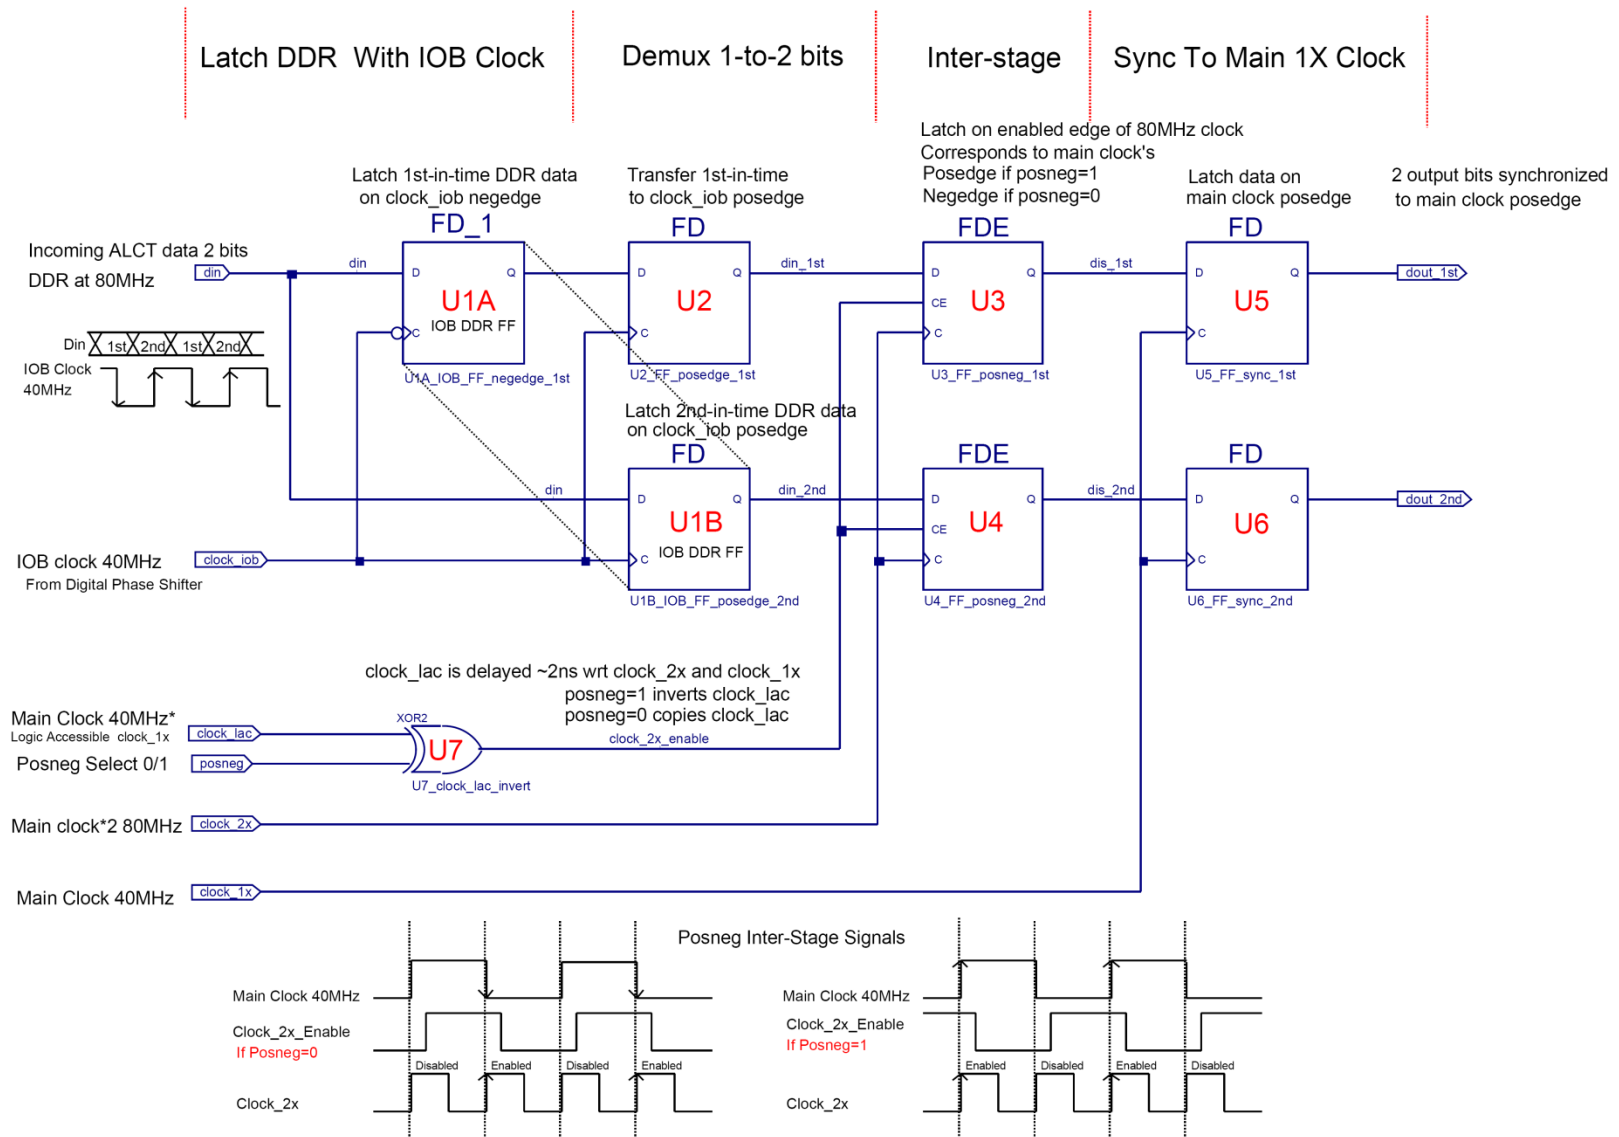 Latch DDR With IOB Clock
Demux 1-to-2 bits
Inter-stage
Sync To Main 1X Clock
Latch on enabled edge of 80MHz clock
Corresponds to main clock's
Posedge if posneg=1
Negedge if posneg=0
Latch 1st-in-time DDR data
on clock_iob negedge
Transfer 1st-in-time
to clock_iob posedge
Latch data on
main clock posedge
2 output bits synchronized
to main clock posedge
FD_1
FD
FDE
FD
Incoming ALCT data 2 bits
DDR at 80MHz
din
din
D
Q
U1A
IOB DDR FF
C
U1A_IOB_FF_negedge_1st
D
Q
U2
C
U2_FF_posedge_1st
din_1st
D
CE
U3
C
U3_FF_posneg_1st
dis_1st
D
Q
U5
C
U5_FF_sync_1st
dout_1st
Din
1st
2nd
1st
2nd
IOB Clock
40MHz
Latch 2nd-in-time DDR data
on clock_iob posedge
FD
FDE
FD
din
D
Q
U1B
IOB DDR FF
C
U1B_IOB_FF_posedge_2nd
din_2nd
D
CE
U4
C
U4_FF_posneg_2nd
dis_2nd
D
Q
U6
C
U6_FF_sync_2nd
dout_2nd
IOB clock 40MHz
From Digital Phase Shifter
clock_iob
clock_lac is delayed ~2ns wrt clock_2x and clock_1x
posneg=1 inverts clock_lac
posneg=0 copies clock_lac
Main Clock 40MHz*
Logic Accessible clock_1x
clock_lac
XOR2
U7
clock_2x_enable
U7_clock_lac_invert
Posneg Select 0/1
posneg
Main clock*2 80MHz
clock_2x
Main Clock 40MHz
clock_1x
Posneg Inter-Stage Signals
Main Clock 40MHz
Clock_2x_Enable
If Posneg=0
Disabled
Enabled
Disabled
Enabled
Clock_2x
Main Clock 40MHz
Clock_2x_Enable
If Posneg=1
Enabled
Disabled
Enabled
Disabled
Clock_2x